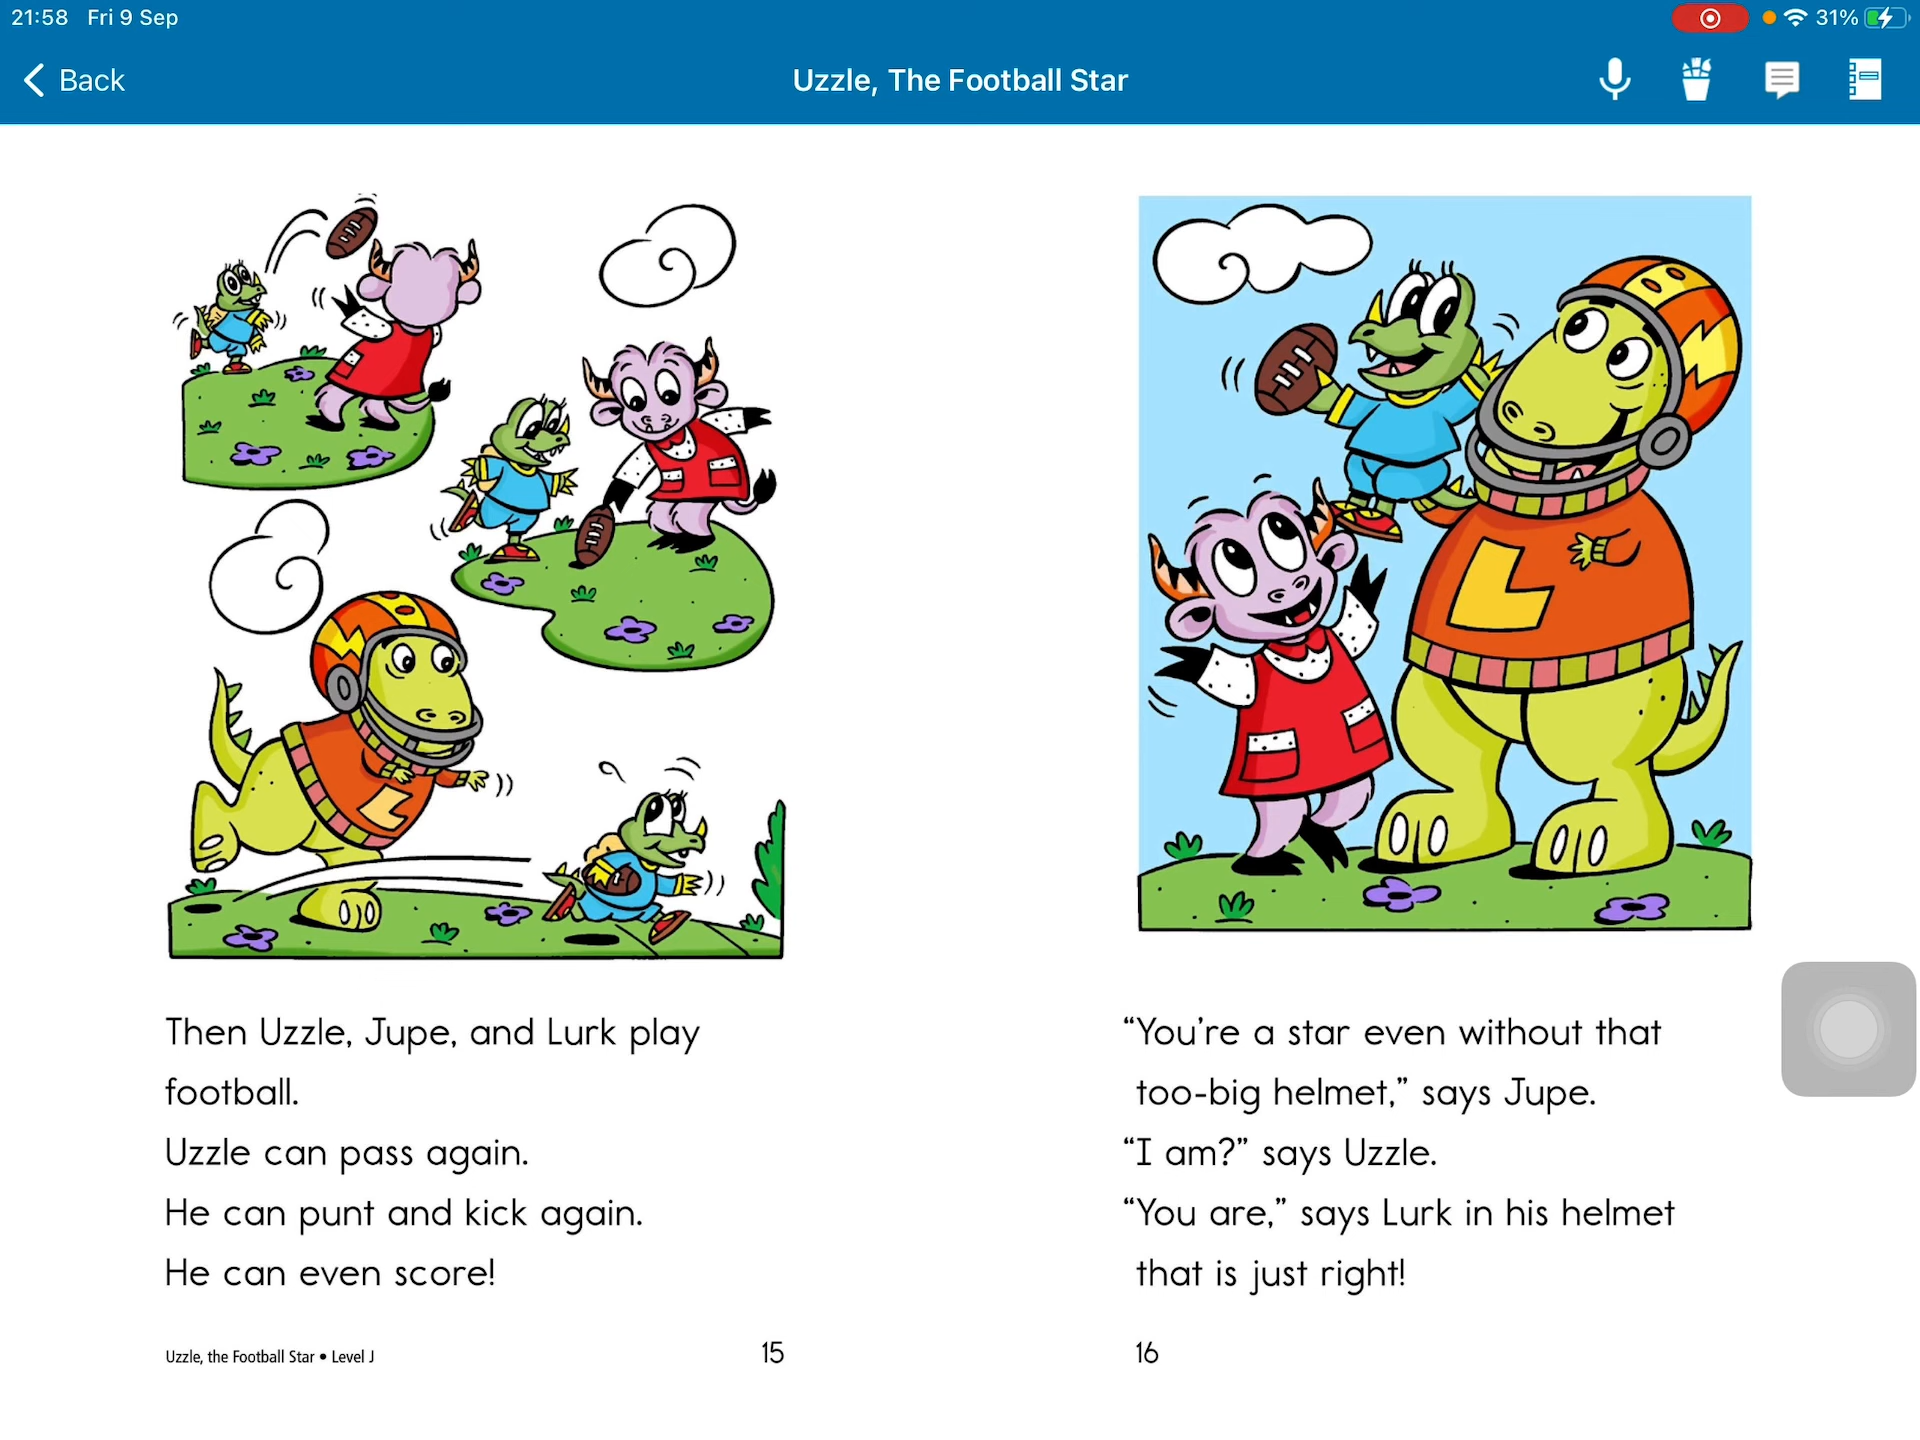 21:58 Fri 9 Sep
31%
Back
Uzzle, The Football Star
L
L
Then Uzzle, Jupe, and Lurk play
football.
Uzzle can pass again.
He can punt and kick again.
He can even score!
Uzzle, the Football Star • Level J
15
“You’re a star even without that
too-big helmet,” says Jupe.
“I am?” says Uzzle.
“You are,” says Lurk in his helmet
that is just right!
16